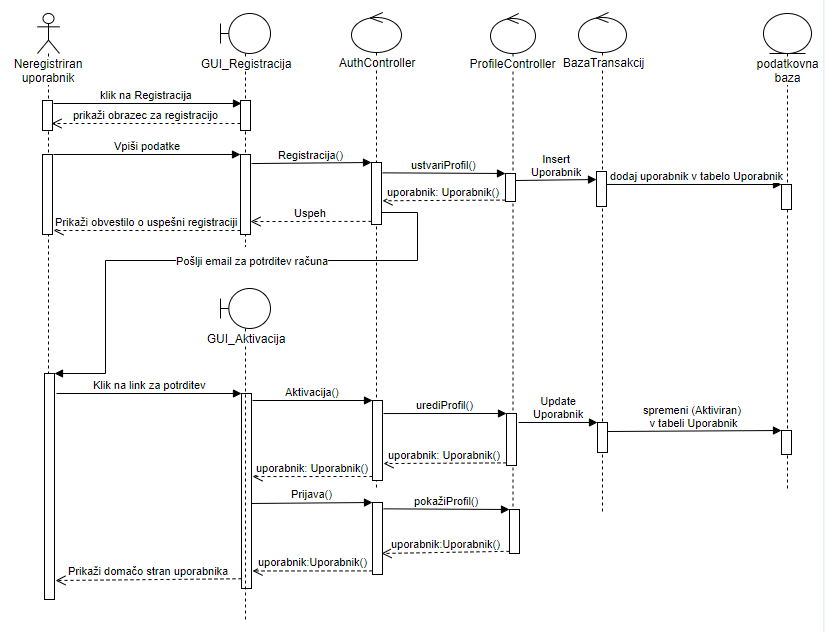 Neregistriran
uporabnik
GUI_Registracija
AuthController
ProfileController
BazaTransakcij
podatkovna
baza
klik na Registracija
prikaži obrazec za registracijo
Vpiši podatke
Registracija()
ustvariProfil()
Insert
Uporabnik
dodaj uporabnik v tabelo Uporabnik
uporabnik: Uporabnik()
Uspeh
Prikaži obvestilo o uspešni registraciji
Pošlji email za potrditev računa
GUI_Aktivacija
Klik na link za potrditev
Aktivacija()
urediProfil()
Update
Uporabnik
spremeni (Aktiviran)
v tabeli Uporabnik
uporabnik: Uporabnik()
uporabnik: Uporabnik()
Prijava()
pokažiProfil()
uporabnik:Uporabnik()
uporabnik:Uporabnik()
Prikaži domačo stran uporabnika